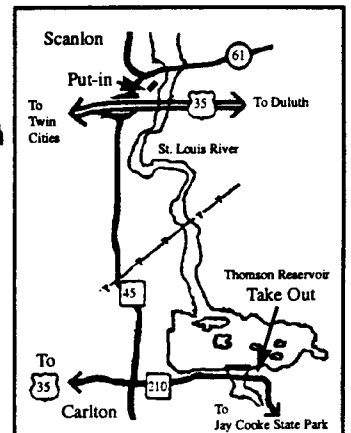 Scanlon
61
Put-in
To
Twin
Cities
35
To Duluth
St. Louis River
Thomson Reservoir
Take Out
45
To
35
210
Carlton
To
Jay Cooke State Park